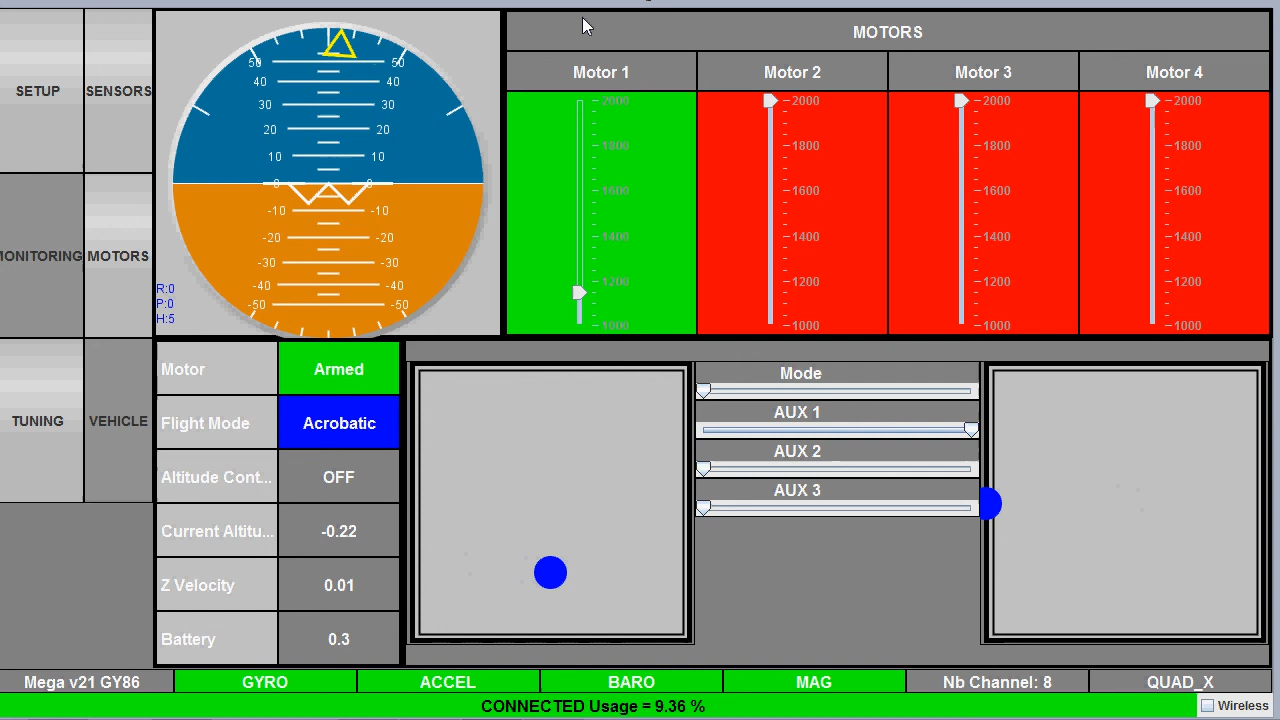 MOTORS
SETUP SENSORS
Motor 1 Motor 2 Motor 3 Motor 4
50 50
40 40
30 30
20 20
10 10
0 0
-10 -10
-20 -20
-30 -30
-40 -40
-50 -50
2000 2000 2000 2000
1800 1800 1800 1800
1600 1600 1600 1600
1400 1400 1400 1400
1200 1200 1200 1200
1000 1000 1000 1000
MONITORING MOTORS
R:0
P:0
H:5
TUNING VEHICLE
Motor Armed
Flight Mode Acrobatic
Altitude Cont... OFF
Current Altitu... -0.22
Z Velocity 0.01
Battery 0.3
Mode
AUX 1
AUX 2
AUX 3
Mega v21 GY86 GYRO ACCEL BARO MAG Nb Channel: 8 QUAD_X
CONNECTED Usage = 9.36 % Wireless